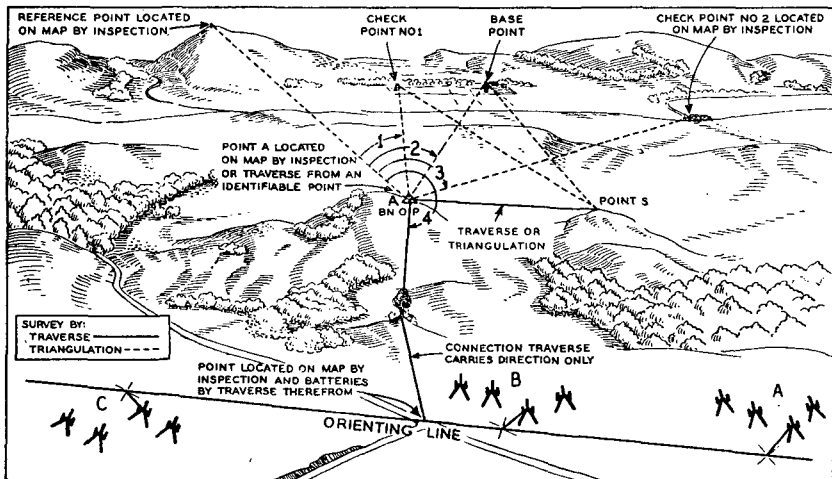 REFERENCE POINT LOCATED
ON MAP BY INSPECTION
CHECK
POINT NO1
BASE
POINT
CHECK POINT NO 2 LOCATED
ON MAP BY INSPECTION
1
2
3
4
POINT A LOCATED
ON MAP BY INSPECTION
OR TRAVERSE FROM AN
IDENTIFIABLE POINT
A
BN O P
POINT S
TRAVERSE OR
TRIANGULATION
SURVEY BY:
TRAVERSE
TRIANGULATION
CONNECTION TRAVERSE
CARRIES DIRECTION ONLY
POINT LOCATED ON MAP BY
INSPECTION AND BATTERIES
BY TRAVERSE THEREFROM
C
B
A
ORIENTING LINE